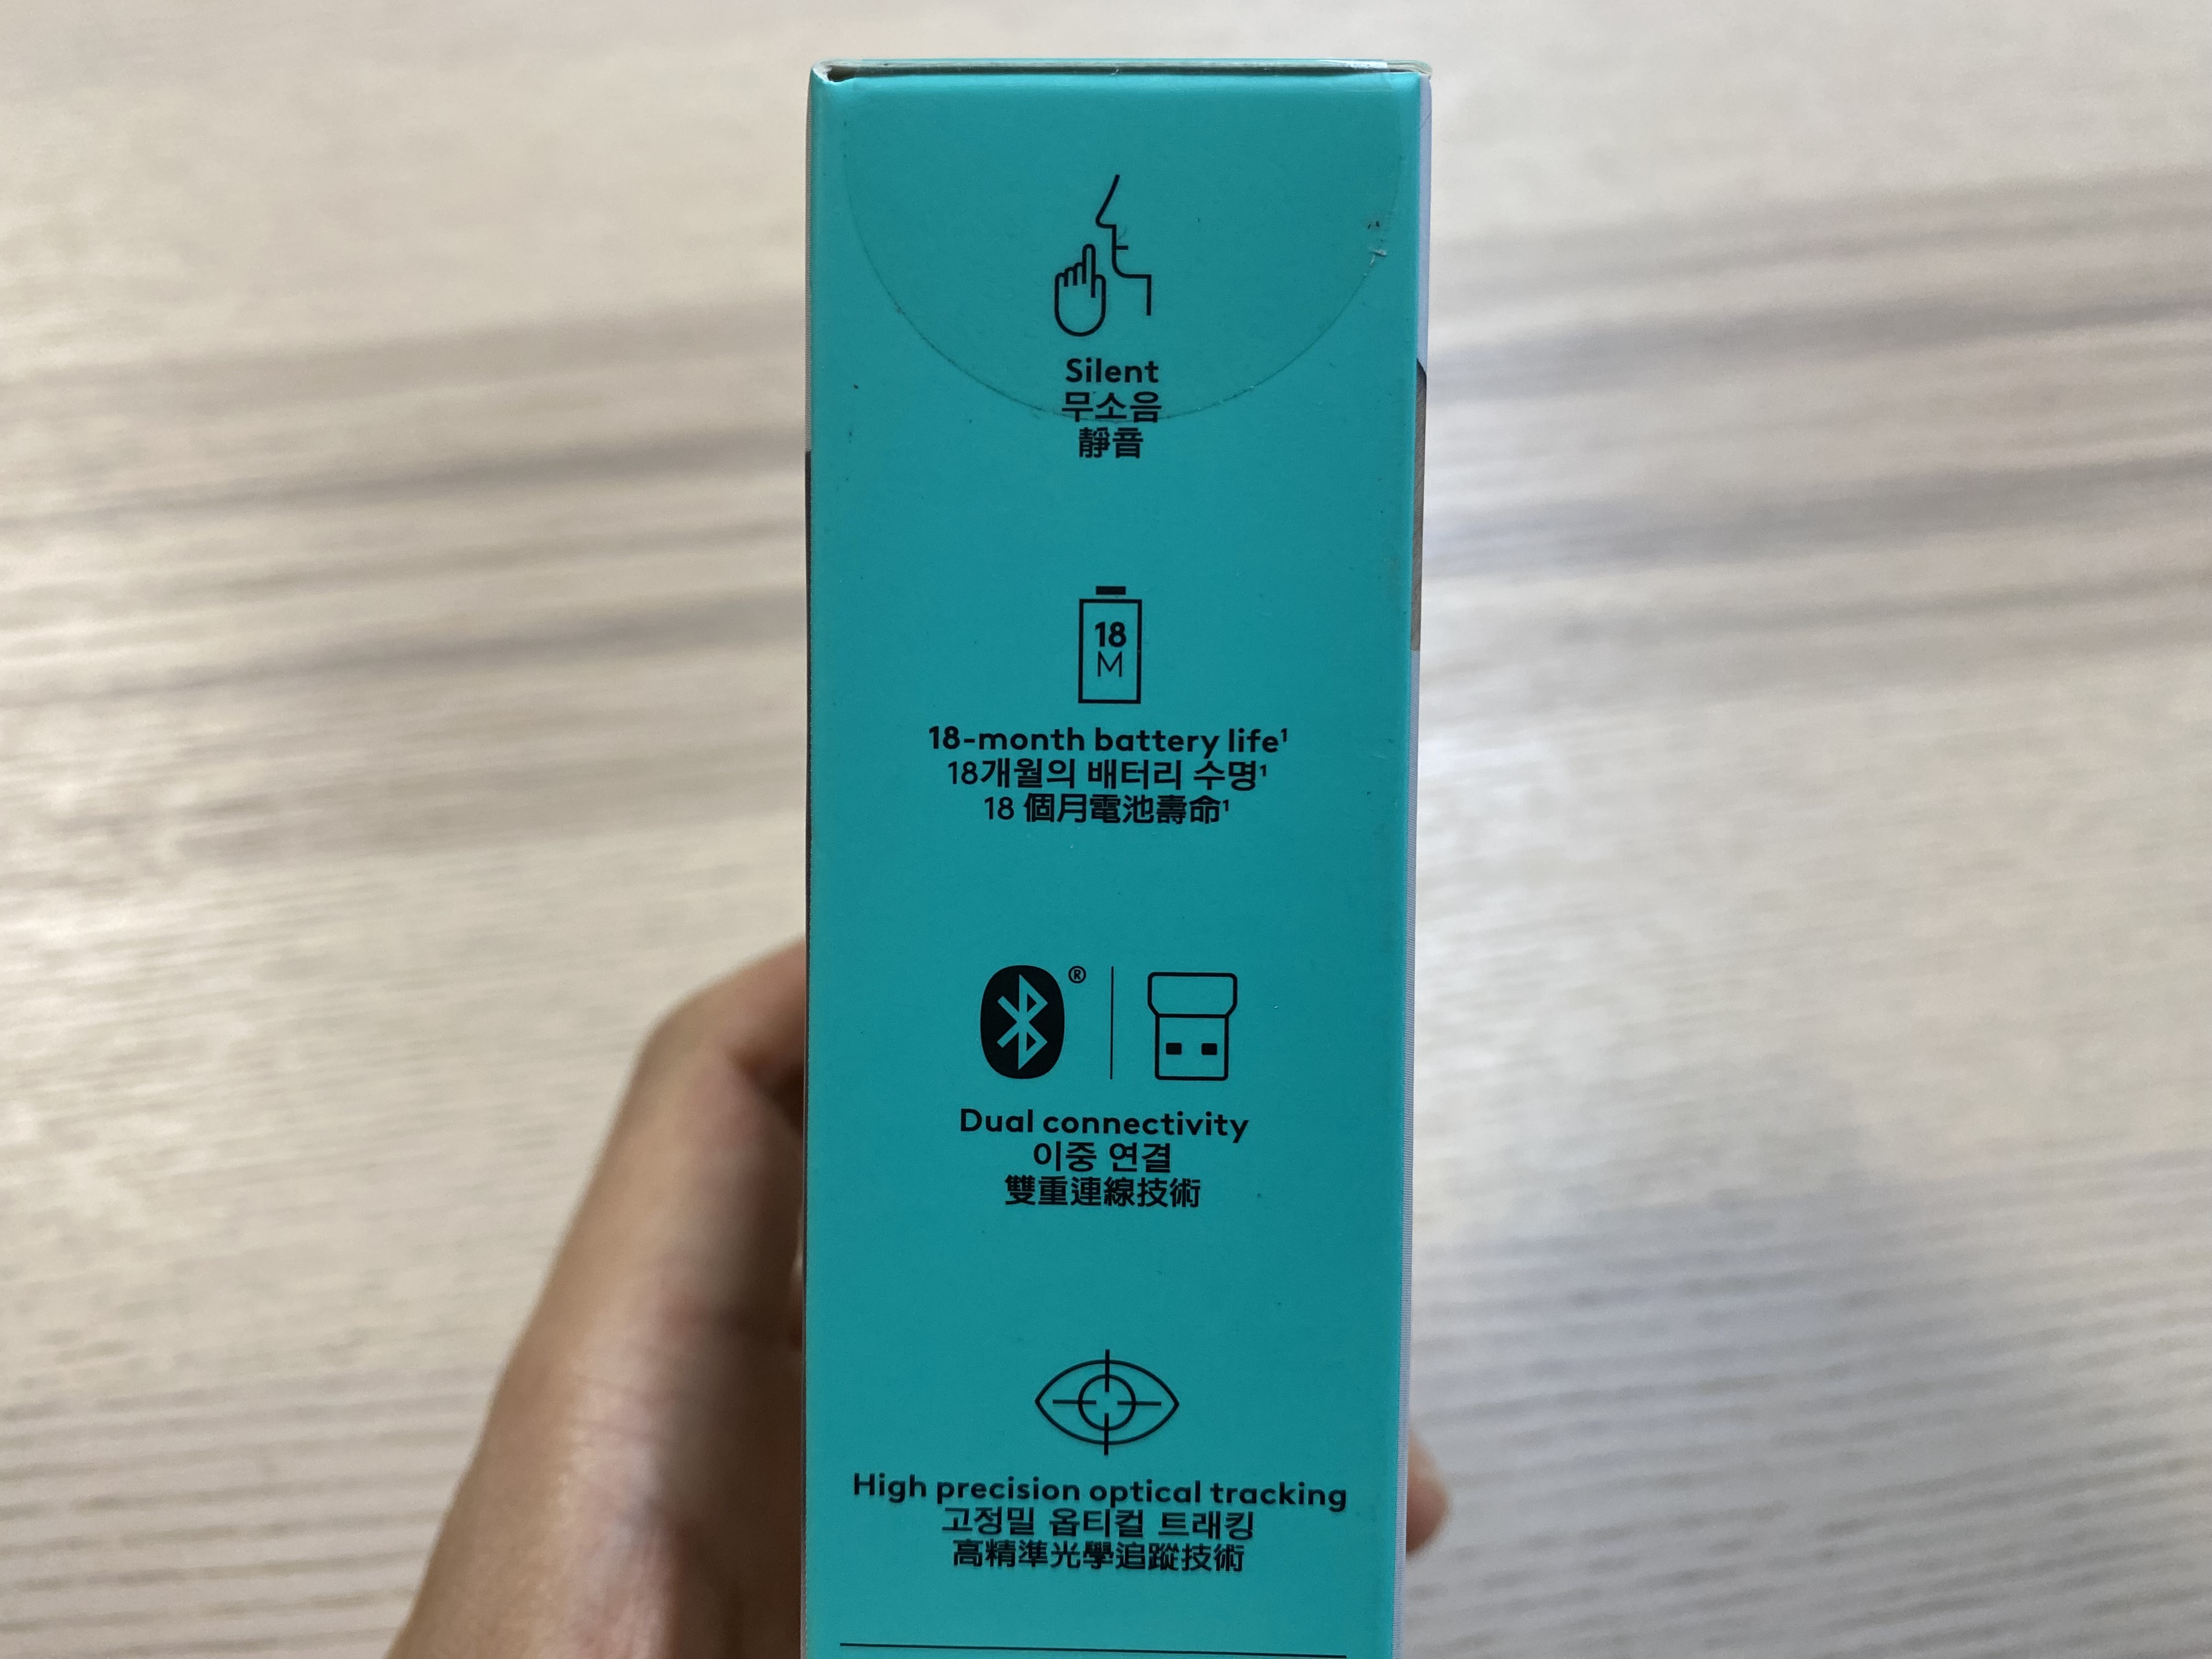 Silent
무소음
靜音
18
M
18-month battery life¹
18개월의 배터리 수명¹
18 個月電池壽命¹
®
Dual connectivity
이중 연결
雙重連線技術
High precision optical tracking
고정밀 옵티컬 트래킹
高精準光學追蹤技術